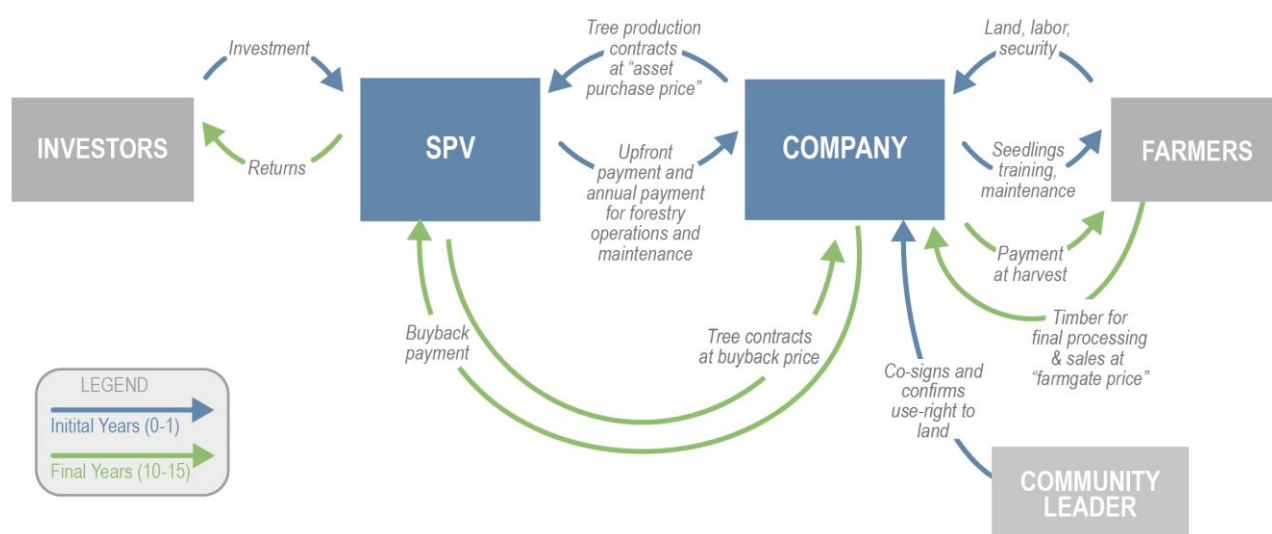 Investment
INVESTORS
Returns
SPV
Tree production
contracts
at “asset
purchase price”
Upfront
payment and
annual payment
for forestry
operations and
maintenance
COMPANY
Land, labor,
security
Seedlings
training,
maintenance
FARMERS
Payment
at harvest
Timber for
final processing
& sales at
“farmgate price”
Buyback
payment
Tree contracts
at buyback price
Co-signs and
confirms
use-right to
land
COMMUNITY
LEADER
LEGEND
Initital Years (0-1)
Final Years (10-15)